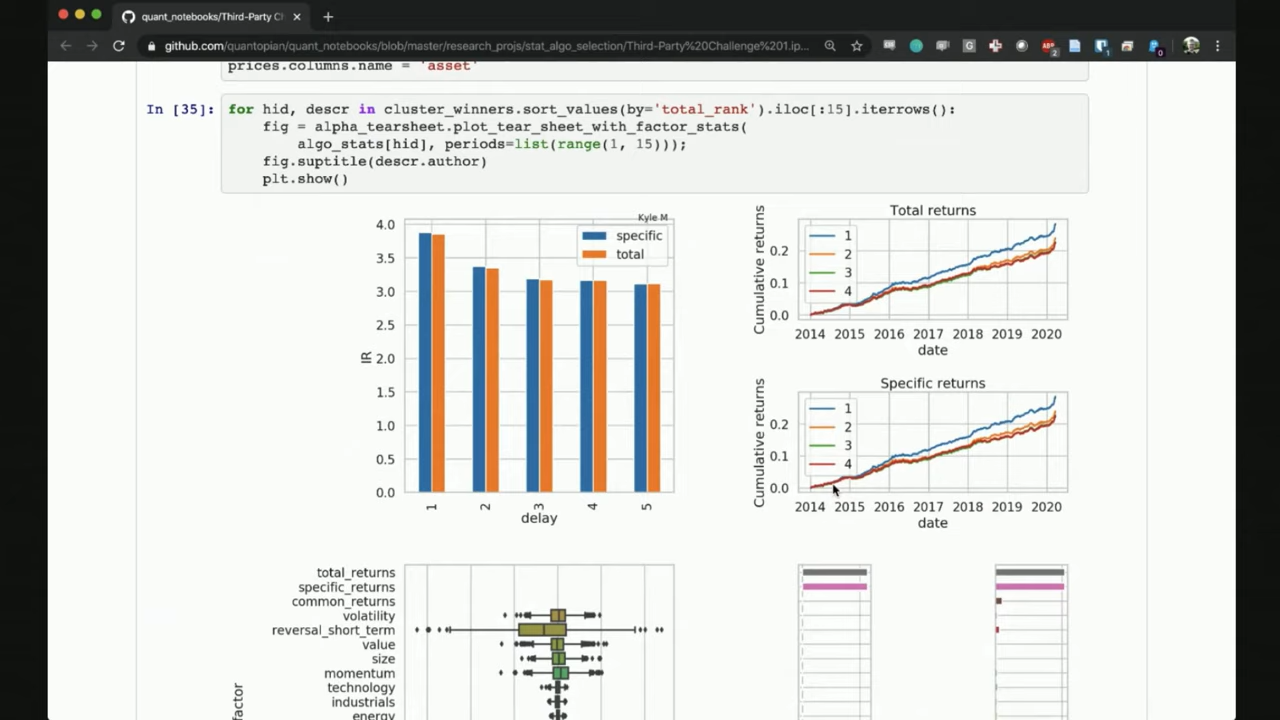 quant_notebooks/Third-Party Ch
github.com/quantopian/quant_notebooks/blob/master/research_projs/stat_algo_selection/Third-Party%20Challenge%201.ip...
prices.columns.name = 'asset'
In [35]:
for hid, descr in cluster_winners.sort_values(by='total_rank').iloc[:15].iterrows():
fig = alpha_tearsheet.plot_tear_sheet_with_factor_stats(
algo_stats[hid], periods=list(range(1, 15)));
fig.suptitle(descr.author)
plt.show()
Kyle M
specific
total
4.0
3.5
3.0
2.5
2.0
1.5
1.0
0.5
0.0
IR
1 2 3 4 5
delay
Total returns
1
2
3
4
Cumulative returns
0.2
0.1
0.0
2014 2015 2016 2017 2018 2019 2020
date
Specific returns
1
2
3
4
Cumulative returns
0.2
0.1
0.0
2014 2015 2016 2017 2018 2019 2020
date
total_returns
specific_returns
common_returns
volatility
reversal_short_term
value
size
momentum
technology
industrials
energy
factor